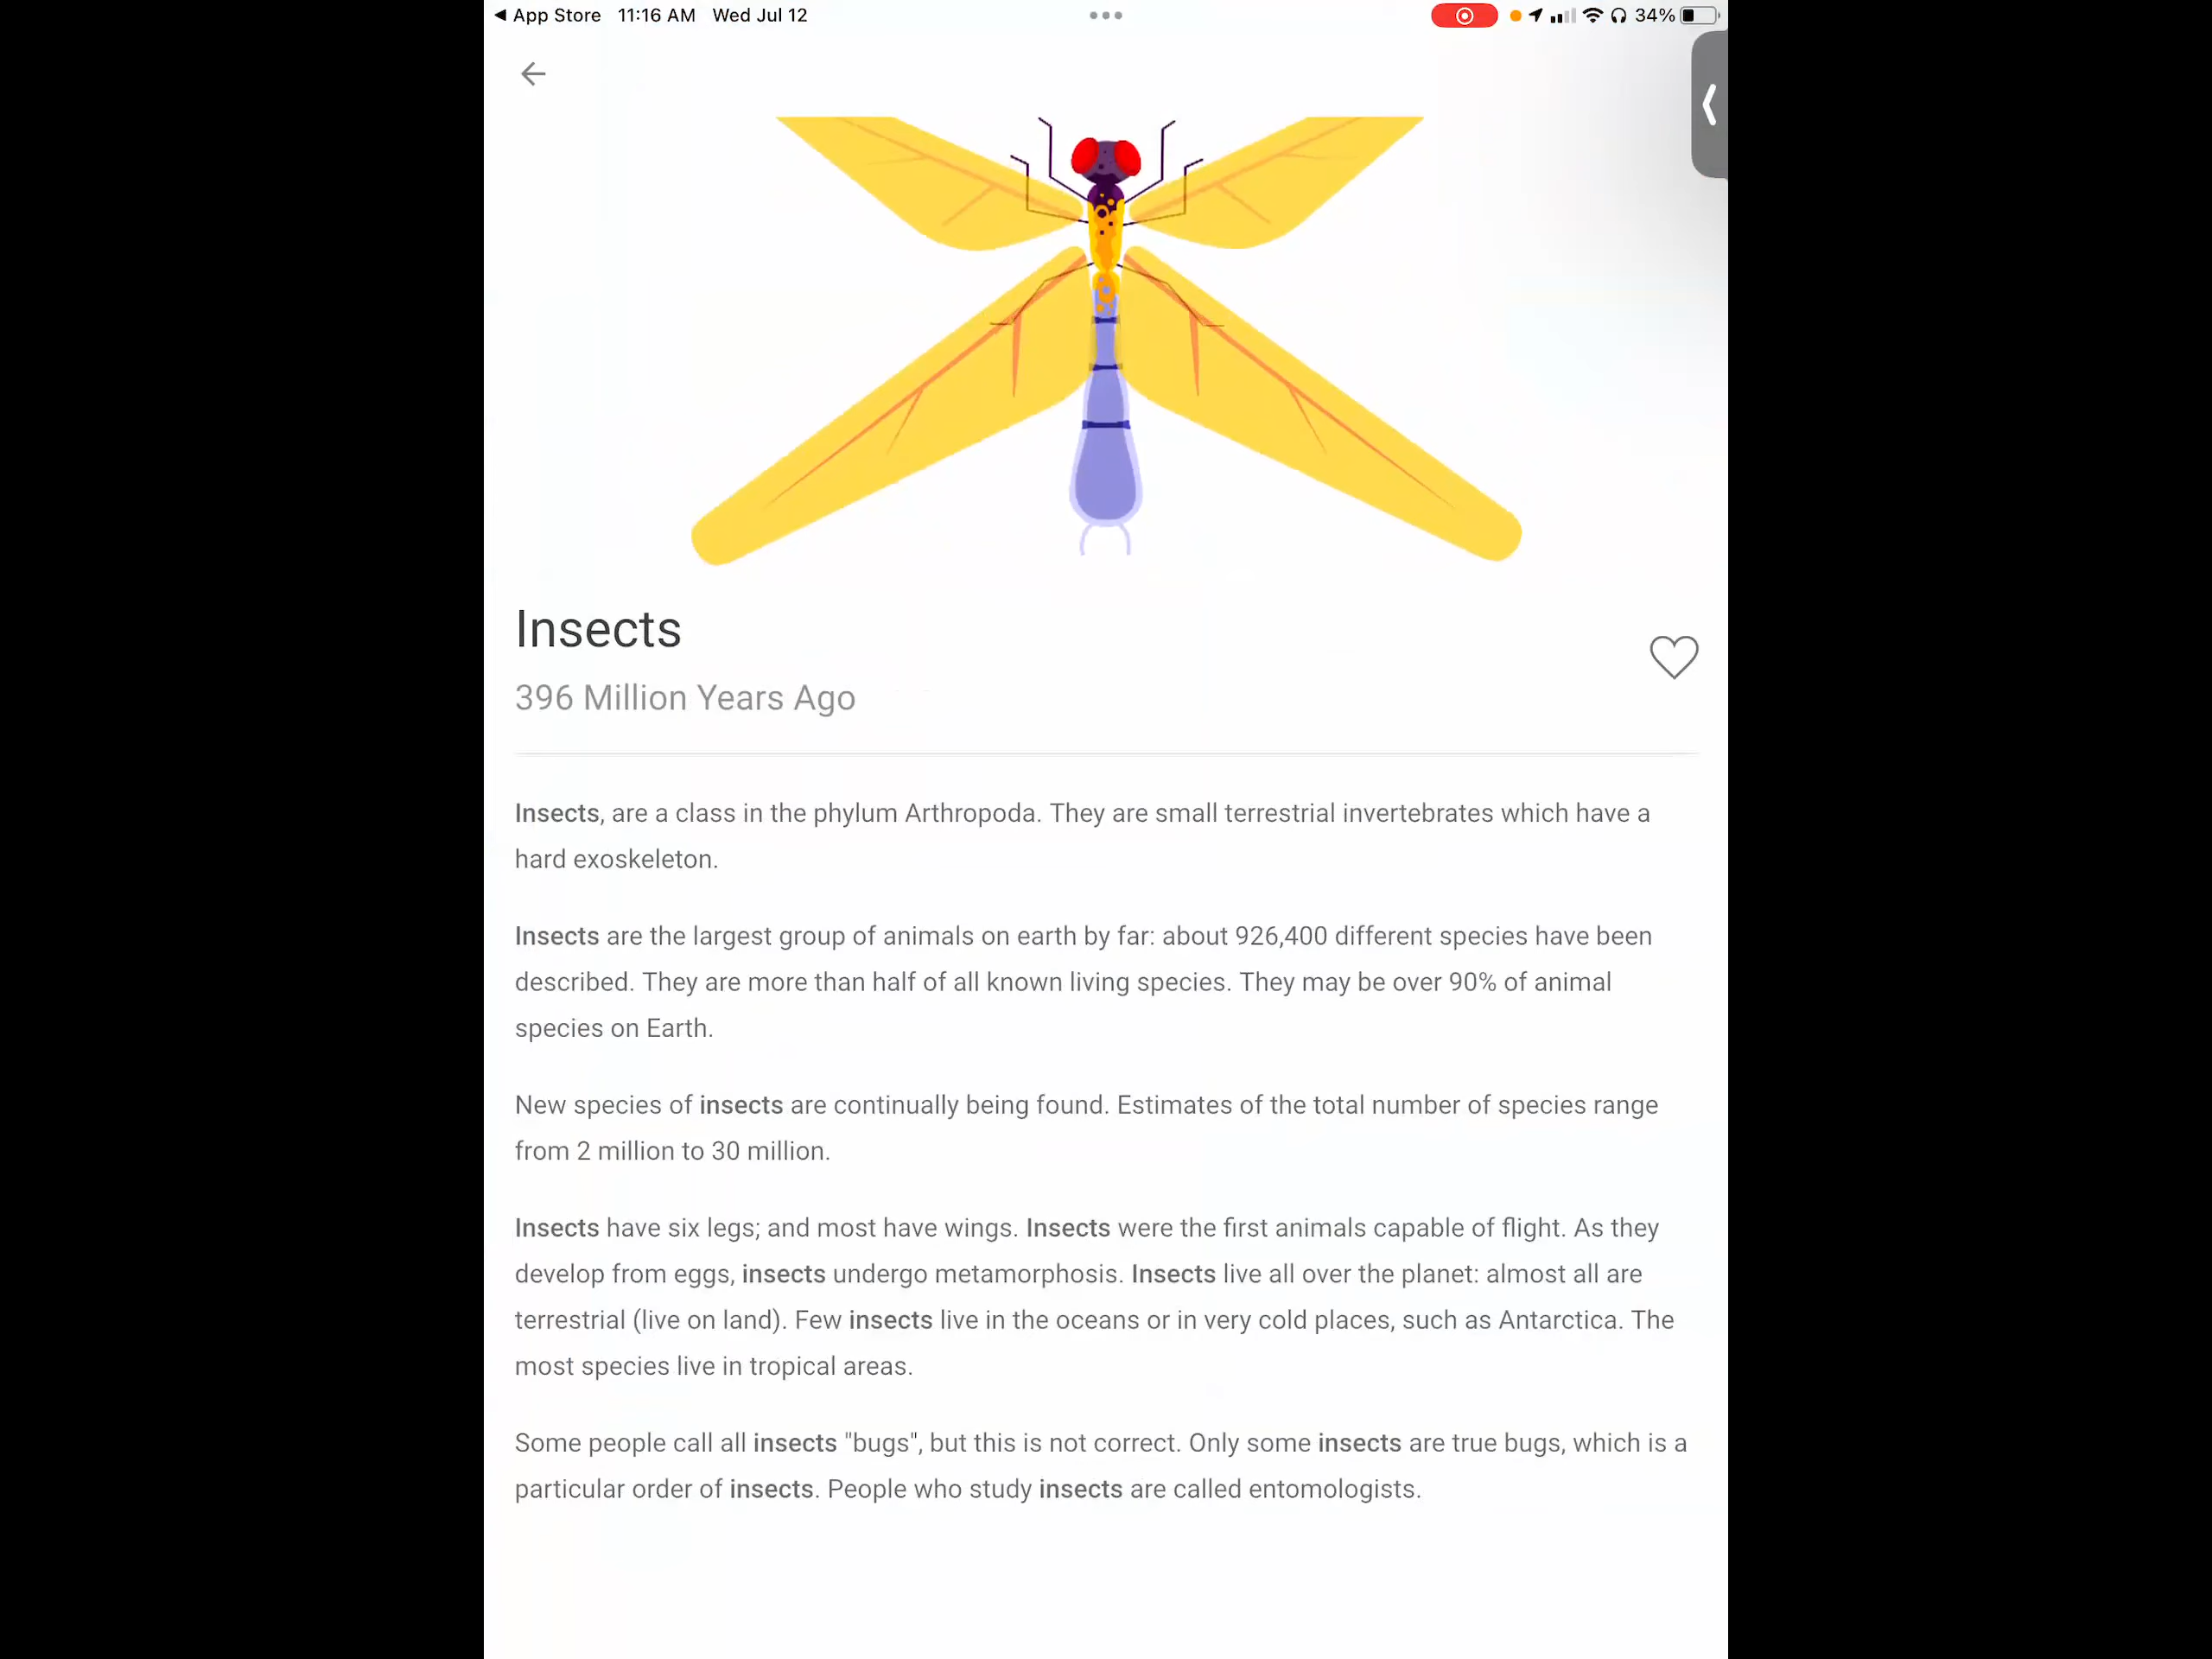 ◀ App Store 11:16 AM Wed Jul 12 34%
Insects
396 Million Years Ago
Insects, are a class in the phylum Arthropoda. They are small terrestrial invertebrates which have a
hard exoskeleton.
Insects are the largest group of animals on earth by far: about 926,400 different species have been
described. They are more than half of all known living species. They may be over 90% of animal
species on Earth.
New species of insects are continually being found. Estimates of the total number of species range
from 2 million to 30 million.
Insects have six legs; and most have wings. Insects were the first animals capable of flight. As they
develop from eggs, insects undergo metamorphosis. Insects live all over the planet: almost all are
terrestrial (live on land). Few insects live in the oceans or in very cold places, such as Antarctica. The
most species live in tropical areas.
Some people call all insects "bugs", but this is not correct. Only some insects are true bugs, which is a
particular order of insects. People who study insects are called entomologists.